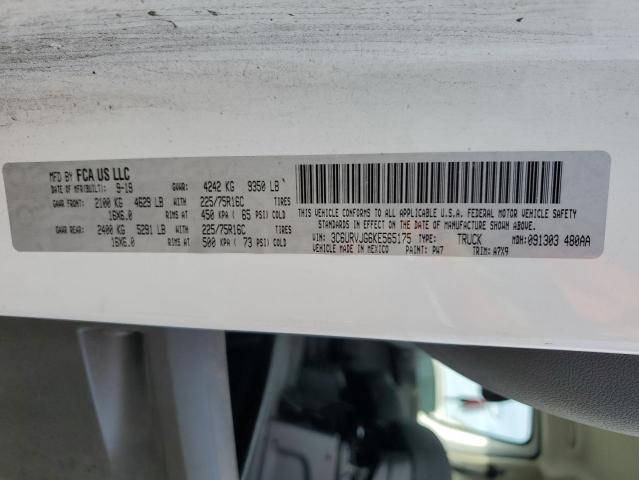 MFD BY FCA US LLC
DATE OF MFR(BUILT): 9-19 GVWR: 4242 KG 9350 LB
GAWR FRONT: 2100 KG 4629 LB WITH 225/75R16C TIRES
16X6.0 RIMS AT 450 KPA ( 65 PSI) COLD
GAWR REAR: 2400 KG 5291 LB WITH 225/75R16C TIRES
16X6.0 RIMS AT 500 KPA ( 73 PSI) COLD
THIS VEHICLE CONFORMS TO ALL APPLICABLE U.S.A. FEDERAL MOTOR VEHICLE SAFETY
STANDARDS IN EFFECT ON THE DATE OF MANUFACTURE SHOWN ABOVE.
VIN: 3C6URVJG6KE565175 TYPE: TRUCK MDH: 091303 480AA
VEHICLE MADE IN MEXICO PAINT: PW7 TRIM: A7X9